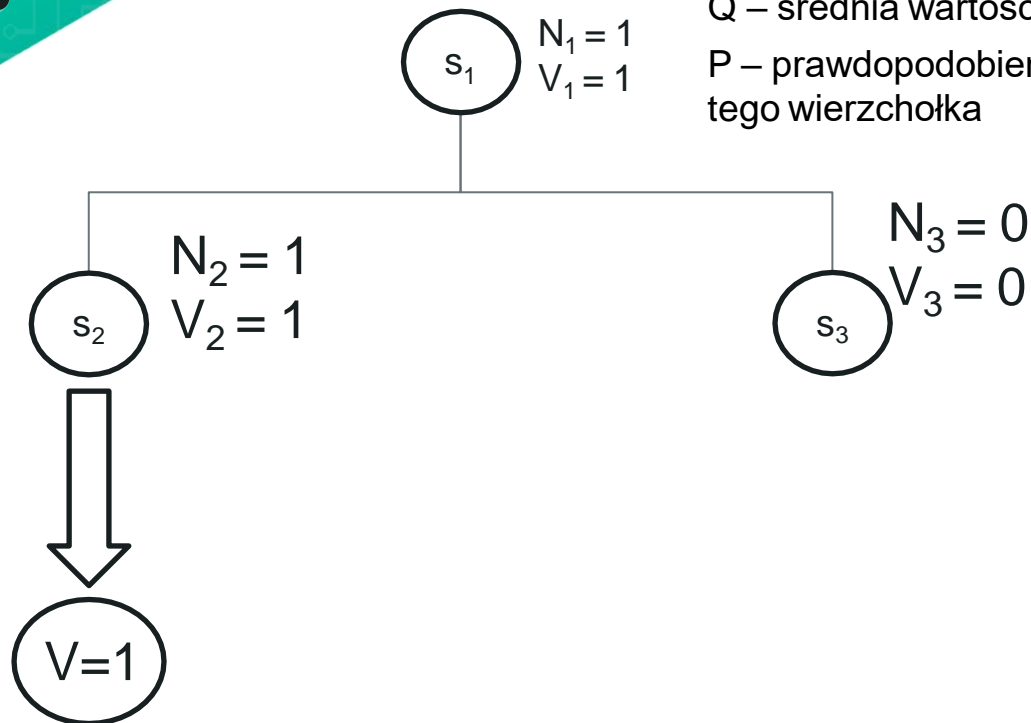 s₁
N₁ = 1
V₁ = 1
Q – średnia
P –
tego wierzchołka
s₂
N₂ = 1
V₂ = 1
s₃
N₃ = 0
V₃ = 0
V=1